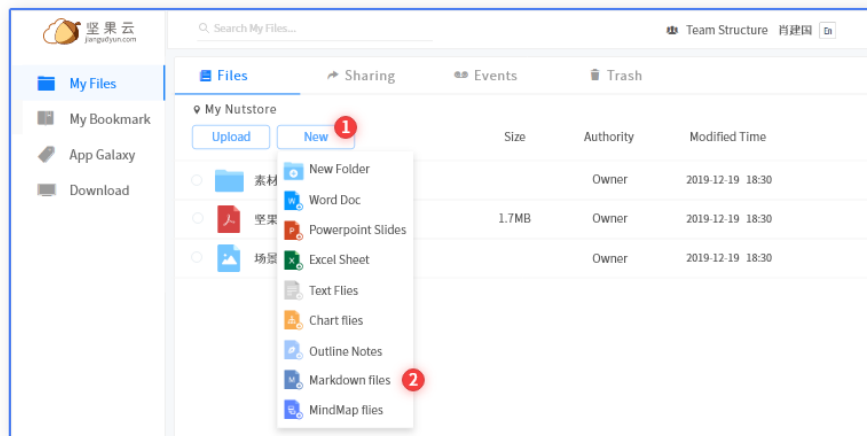 坚果云
jianguoyun.com
Search My Files...
Team Structure 肖建国 En
My Files
My Bookmark
App Galaxy
Download
Files Sharing Events Trash
My Nutstore
Upload New 1 Size Authority Modified Time
素材 Owner 2019-12-19 18:30
坚果 1.7MB Owner 2019-12-19 18:30
场景 Owner 2019-12-19 18:30
New Folder
Word Doc
Powerpoint Slides
Excel Sheet
Text Flies
Chart flies
Outline Notes
Markdown files 2
MindMap flies